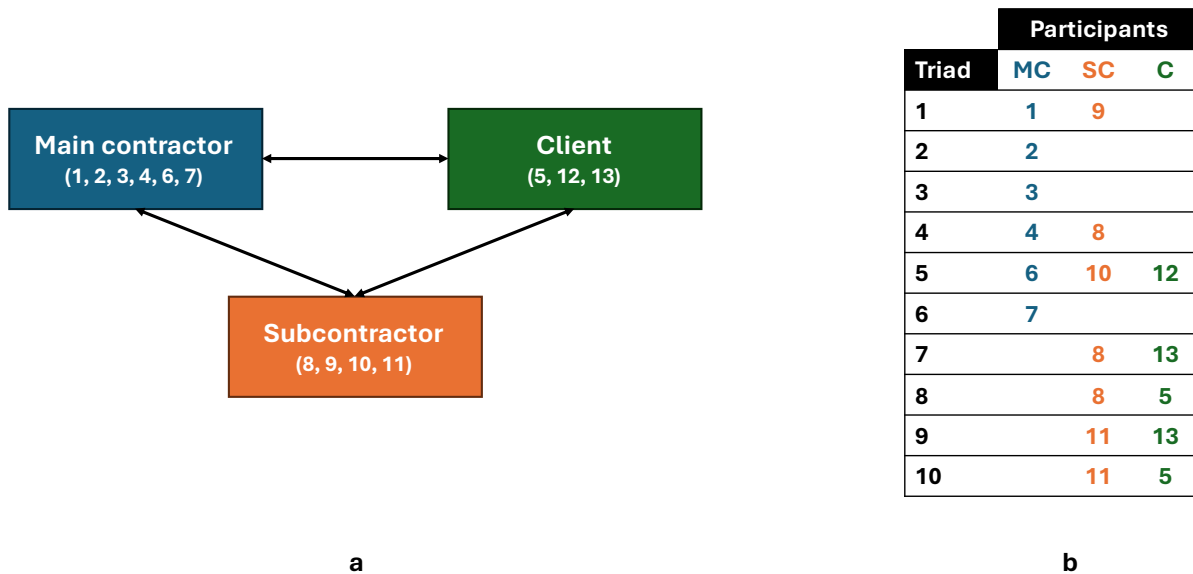 Main contractor
(1, 2, 3, 4, 6, 7)
Client
(5, 12, 13)
Subcontractor
(8, 9, 10, 11)
a
Participants
Triad MC SC C
1 1 9
2 2
3 3
4 4 8
5 6 10 12
6 7
7 8 13
8 8 5
9 11 13
10 11 5
b